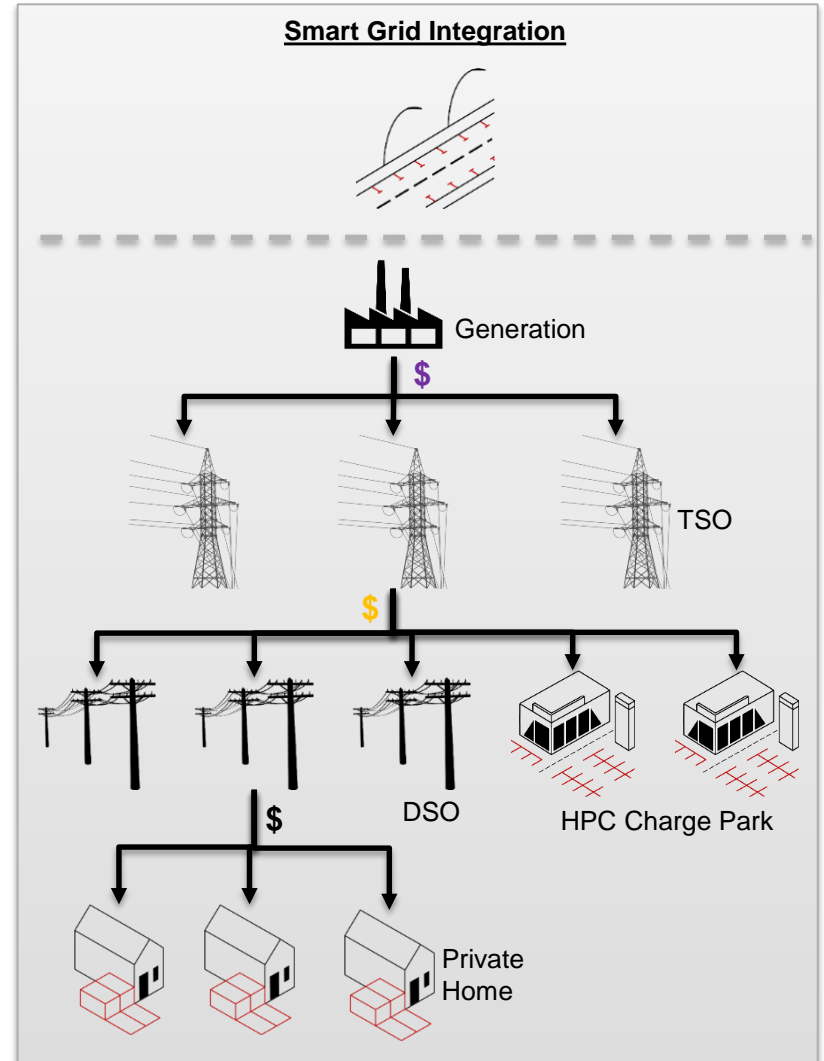 Smart Grid Integration
Generation
$
TSO
$
DSO
HPC Charge Park
$
Private
Home